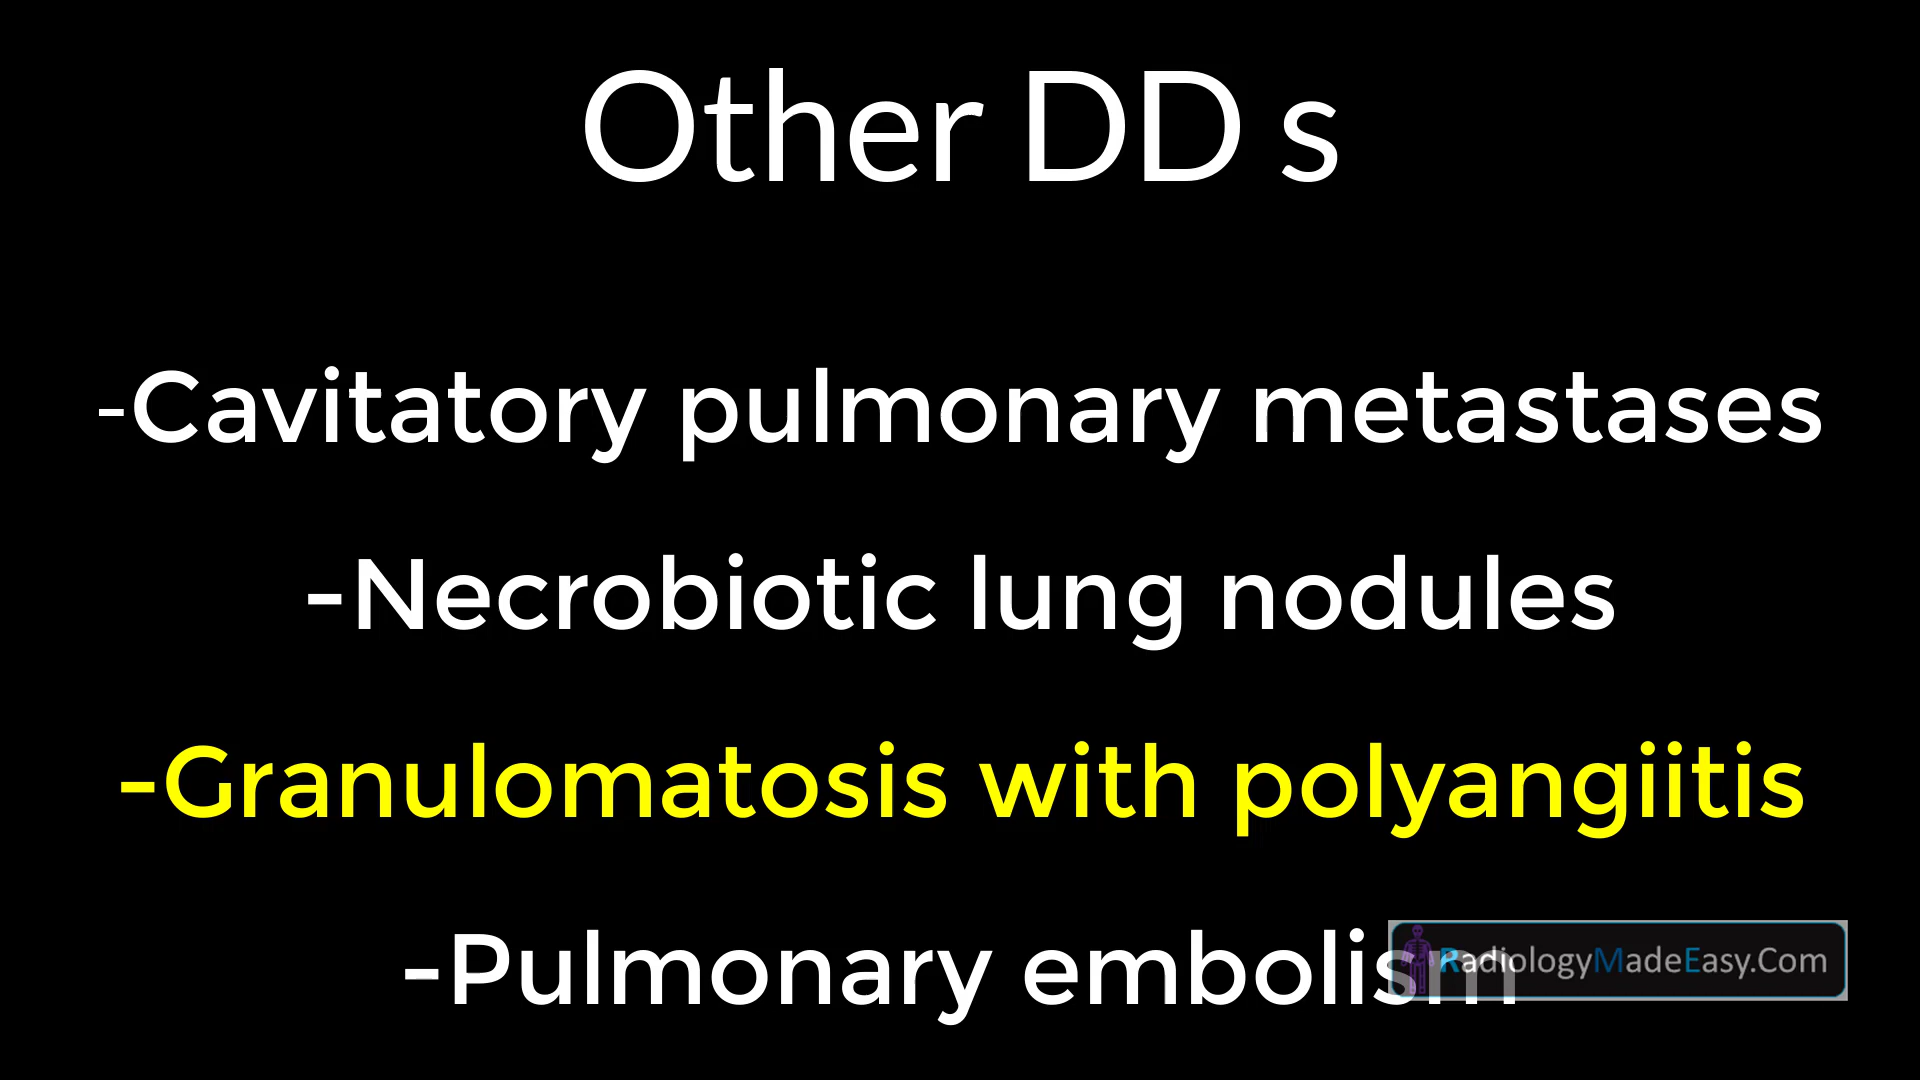 Other DD s
-Cavitatory pulmonary metastases
-Necrobiotic lung nodules
-Granulomatosis with polyangiitis
-Pulmonary embolism
RadiologyMadeEasy.Com